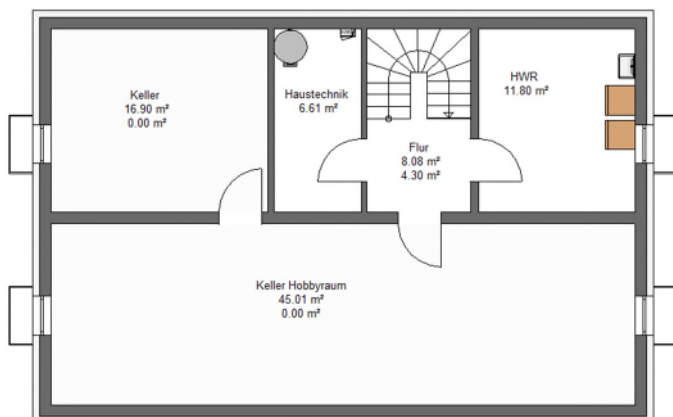 Keller
16.90 m²
0.00 m²
Haustechnik
6.61 m²
HWR
11.80 m²
Flur
8.08 m²
4.30 m²
Keller Hobbyraum
45.01 m²
0.00 m²